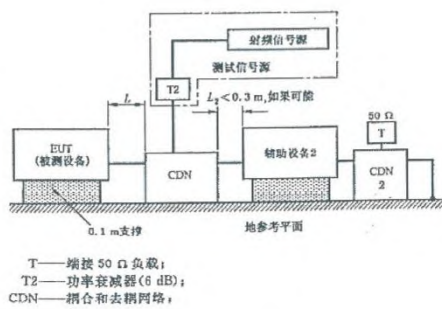 射频信号源
测试信号源
T2
L
L₂<0.3 m,如果可能
50 Ω
T
EUT
(被测设备)
CDN
辅助设备2
CDN
2
0.1 m支撑
地参考平面
T——端接 50 Ω 负载;
T2——功率衰减器(6 dB);
CDN——耦合和去耦网络;